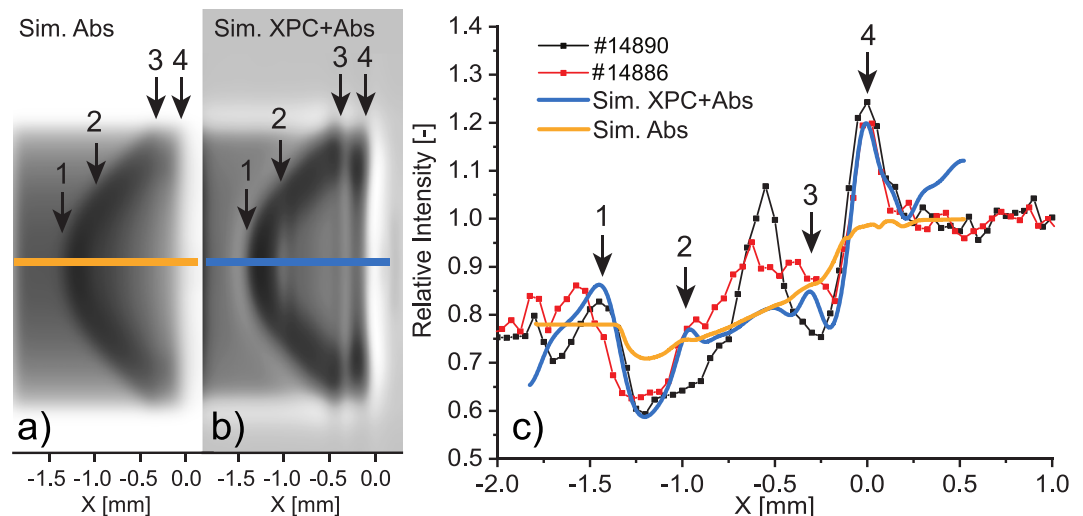 Sim. Abs
3 4
2
1
a)
-1.5 -1.0 -0.5 0.0
X [mm]
Sim. XPC+Abs
3 4
2
1
b)
-1.5 -1.0 -0.5 0.0
X [mm]
1.4
1.3
1.2
1.1
1.0
0.9
0.8
0.7
0.6
0.5
Relative Intensity [-]
#14890
#14886
Sim. XPC+Abs
Sim. Abs
4
1
3
2
c)
-2.0 -1.5 -1.0 -0.5 0.0 0.5 1.0
X [mm]